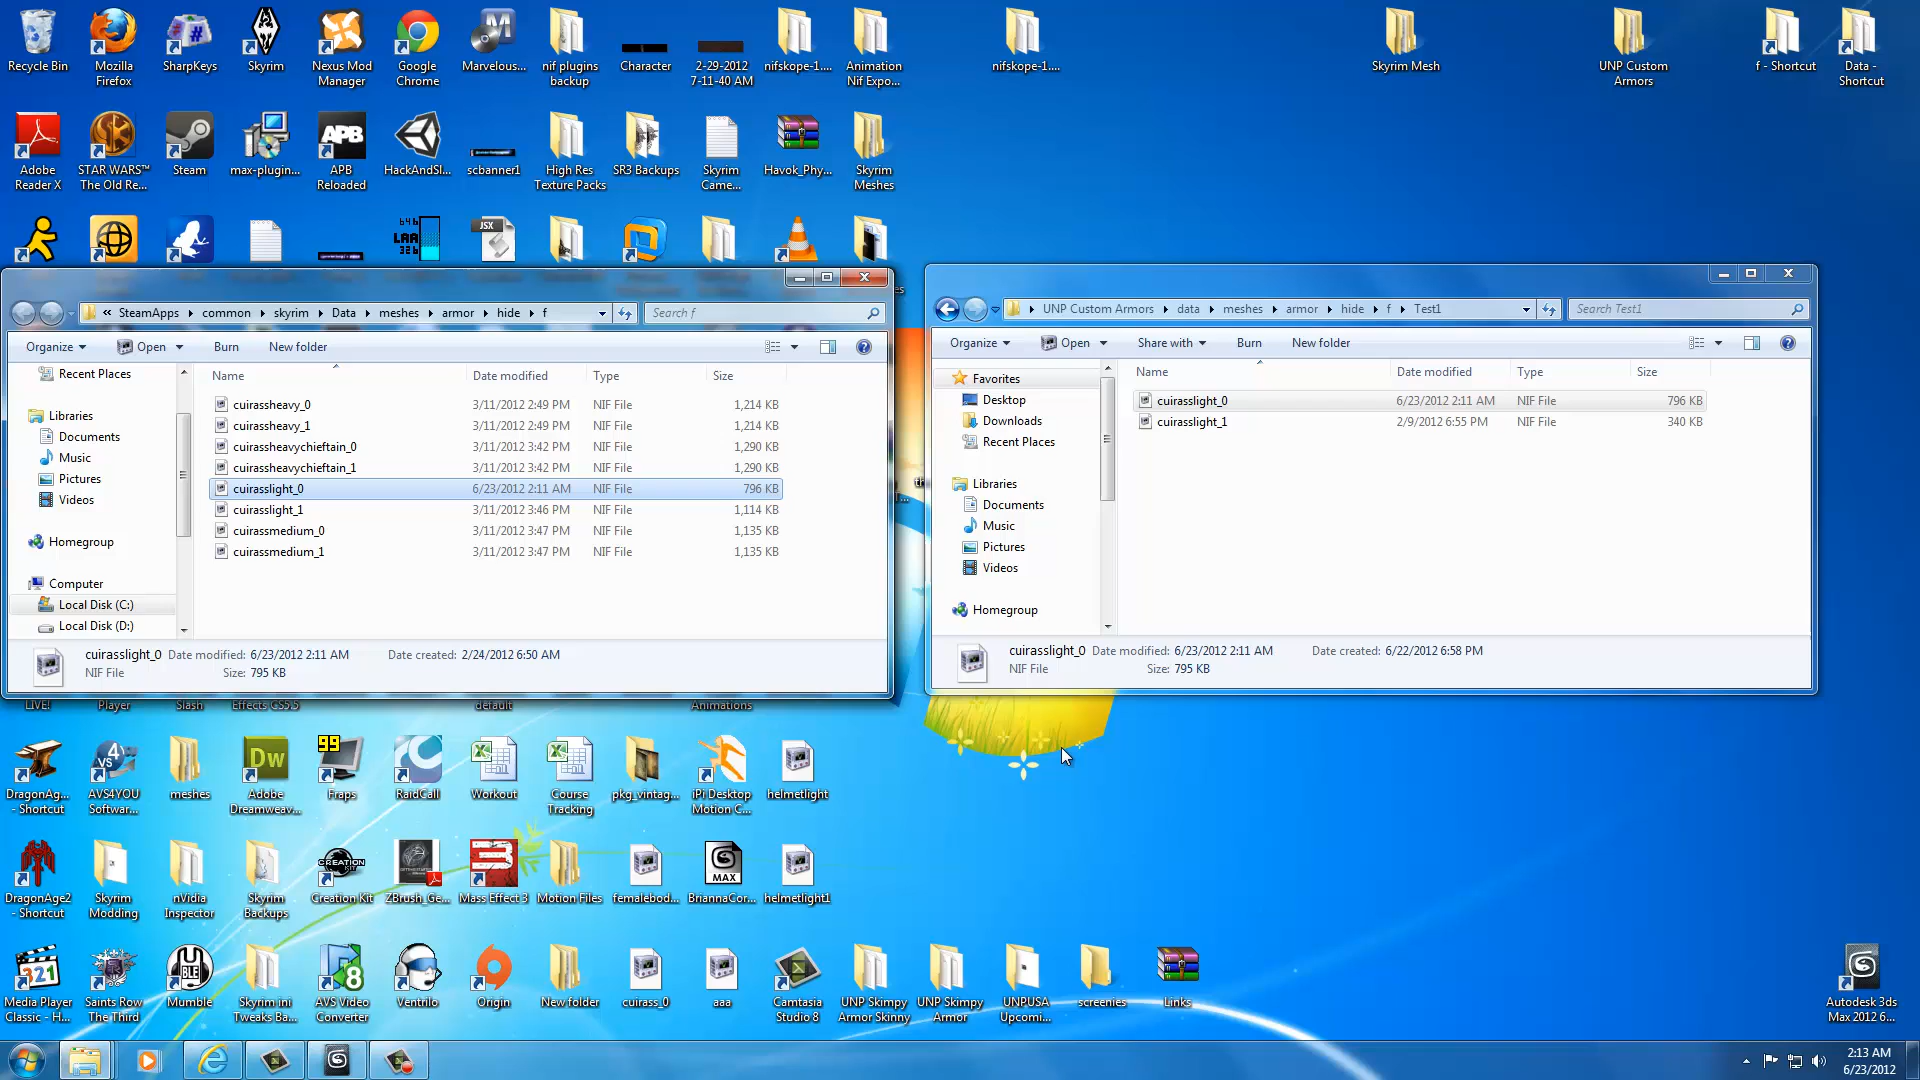 Recycle Bin
Mozilla
Firefox
SharpKeys
Skyrim
Nexus Mod
Manager
Google
Chrome
Marvelous...
nif plugins
backup
Character
2-29-2012
7-11-40 AM
nifskope-1....
Animation
Nif Expo...
nifskope-1....
Skyrim Mesh
UNP Custom
Armors
f - Shortcut
Data -
Shortcut
Adobe
Reader X
STAR WARS™
The Old Re...
Steam
max-plugin...
APB
APB
Reloaded
HackAndSl...
scbanner1
High Res
Texture Packs
SR3 Backups
Skyrim
Came...
Havok_Phy...
Skyrim
Meshes
LAA
JSX
« SteamApps common skyrim Data meshes armor hide f
Search f
Organize Open Burn New folder
Recent Places
Libraries
Documents
Music
Pictures
Videos
Homegroup
Computer
Local Disk (C:)
Local Disk (D:)
Name Date modified Type Size
cuirassheavy_0 3/11/2012 2:49 PM NIF File 1,214 KB
cuirassheavy_1 3/11/2012 2:49 PM NIF File 1,214 KB
cuirassheavychieftain_0 3/11/2012 3:42 PM NIF File 1,290 KB
cuirassheavychieftain_1 3/11/2012 3:42 PM NIF File 1,290 KB
cuirasslight_0 6/23/2012 2:11 AM NIF File 796 KB
cuirasslight_1 3/11/2012 3:46 PM NIF File 1,114 KB
cuirassmedium_0 3/11/2012 3:47 PM NIF File 1,135 KB
cuirassmedium_1 3/11/2012 3:47 PM NIF File 1,135 KB
cuirasslight_0 Date modified: 6/23/2012 2:11 AM Date created: 2/24/2012 6:50 AM
NIF File Size: 795 KB
UNP Custom Armors data meshes armor hide f Test1
Search Test1
Organize Open Share with Burn New folder
Favorites
Desktop
Downloads
Recent Places
Libraries
Documents
Music
Pictures
Videos
Homegroup
Name Date modified Type Size
cuirasslight_0 6/23/2012 2:11 AM NIF File 796 KB
cuirasslight_1 2/9/2012 6:55 PM NIF File 340 KB
cuirasslight_0 Date modified: 6/23/2012 2:11 AM Date created: 6/22/2012 6:58 PM
NIF File Size: 795 KB
LIVE!
Player
Slash
Effects CS5.5
default
Animations
DragonAg...
- Shortcut
AVS4YOU
Softwar...
meshes
Dw
Adobe
Dreamweav...
99
Fraps
RaidCall
Workout
Course
Tracking
pkg_vintag...
iPi Desktop
Motion C...
helmetlight
DragonAge2
- Shortcut
Skyrim
Modding
nVidia
Inspector
Skyrim
Backups
CREATION
KIT
Creation Kit
ZBrush_Ge...
3
Mass Effect 3
Motion Files
femalebod...
MAX
BriannaCor...
helmetlight1
321
Media Player
Classic - H...
Saints Row
The Third
Mumble
Skyrim ini
Tweaks Ba...
8
AVS Video
Converter
Ventrilo
Origin
New folder
cuirass_0
aaa
Camtasia
Studio 8
UNP Skimpy
Armor Skinny
UNP Skimpy
Armor
UNPUSA
Upcomi...
screenies
Links
Autodesk 3ds
Max 2012 6...
2:13 AM
6/23/2012